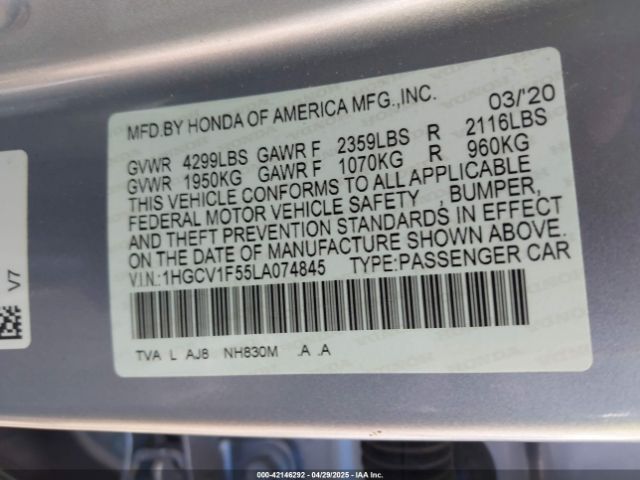 MFD.BY HONDA OF AMERICA MFG.,INC. 03/'20
GVWR 4299LBS GAWR F 2359LBS R 2116LBS
GVWR 1950KG GAWR F 1070KG R 960KG
THIS VEHICLE CONFORMS TO ALL APPLICABLE
FEDERAL MOTOR VEHICLE SAFETY , BUMPER,
AND THEFT PREVENTION STANDARDS IN EFFECT
ON THE DATE OF MANUFACTURE SHOWN ABOVE.
V.I.N.:1HGCV1F55LA074845 TYPE:PASSENGER CAR
TVA L AJ8 NH830M .A .A
V7
000-42146292 - 04/29/2025 - IAA Inc.